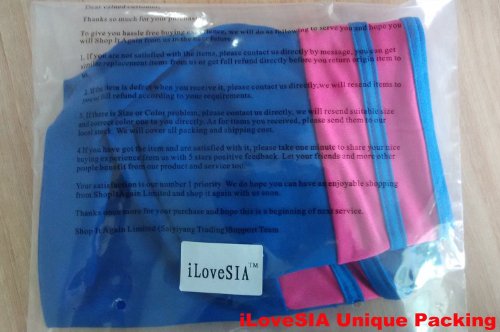 Dear valued customer,
Thanks so much for your purchase
To give you hassle free buying experience, we will do as following to serve you and hope you
will Shop It Again from us in the near future
1. If you are not satisfied with the items, please contact us directly by message, you can get
similar replacement items from us or get full refund directly before you return origin item to
us.
2. If the item is defect when you receive it, please contact us directly, we will resend items to
you or full refund according to your requirements.
3. If there is Size or Color problem, please contact us directly, we will resend suitable size
and correct color one to you directly. As for items you received, please send them to our
local stock. We will cover all packing and shipping cost.
4.If you have got the item and are satisfied with it, please take one minute to share your nice
buying experience from us with 5 stars positive feedback. Let your friends and more other
people benefit from our product and service too!
Your satisfaction is our number 1 priority. We do hope you can have an enjoyable shopping
from Shop It Again Limited and shop it again with us soon.
Thanks once more for your purchase and hope this is a beginning of next service.
Shop It Again Limited (Saiyiyang Trading)Support Team
iLoveSIA™
iLoveSIA Unique Packing